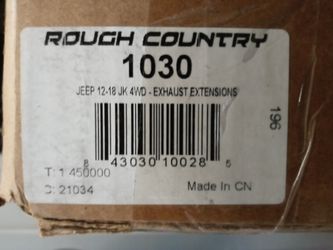 ROUGH COUNTRY
1030
JEEP 12-18 JK 4WD - EXHAUST EXTENSIONS
8 43030 10028 5
196
T: 1 450000
C: 21034
Made In CN